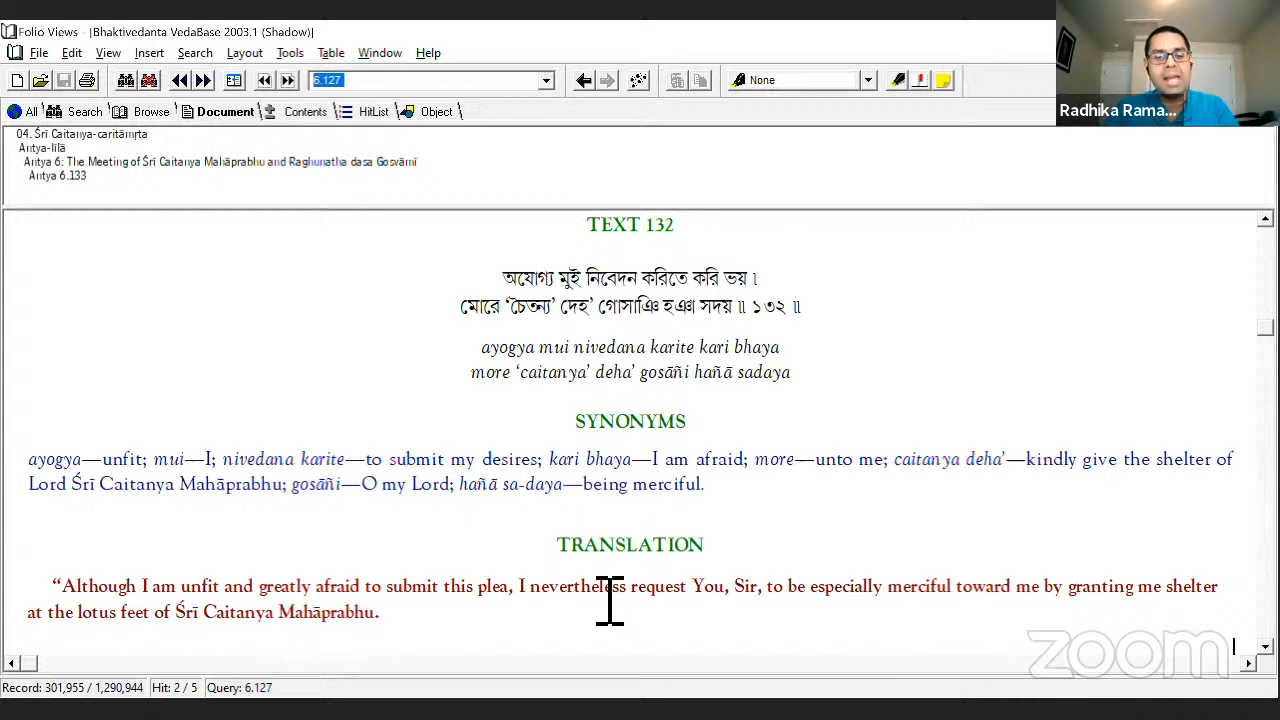 Folio Views - [Bhaktivedanta VedaBase 2003.1 (Shadow)]
File Edit View Insert Search Layout Tools Table Window Help
6.127 None
All Search Browse Document Contents HitList Object
Radhika Rama...
04. Śrī Caitanya-caritāmṛta
Antya-līlā
Antya 6: The Meeting of Śrī Caitanya Mahāprabhu and Raghunatha dasa Gosvāmī
Antya 6.133
TEXT 132
অযোগ্য মুই নিবেদন করিতে করি ভয় ।
মোরে ‘চৈতন্য’ দেহ’ গোসাঞি হঞা সদয় ॥ ১৩২ ॥
ayogya mui nivedana karite kari bhaya
more ‘caitanya’ deha’ gosāñi hañā sadaya
SYNONYMS
ayogya—unfit; mui—I; nivedana karite—to submit my desires; kari bhaya—I am afraid; more—unto me; caitanya deha’—kindly give the shelter of
Lord Śrī Caitanya Mahāprabhu; gosāñi—O my Lord; hañā sa-daya—being merciful.
TRANSLATION
“Although I am unfit and greatly afraid to submit this plea, I nevertheless request You, Sir, to be especially merciful toward me by granting me shelter
at the lotus feet of Śrī Caitanya Mahāprabhu.
zoom
Record: 301,955 / 1,290,944 Hit: 2 / 5 Query: 6.127